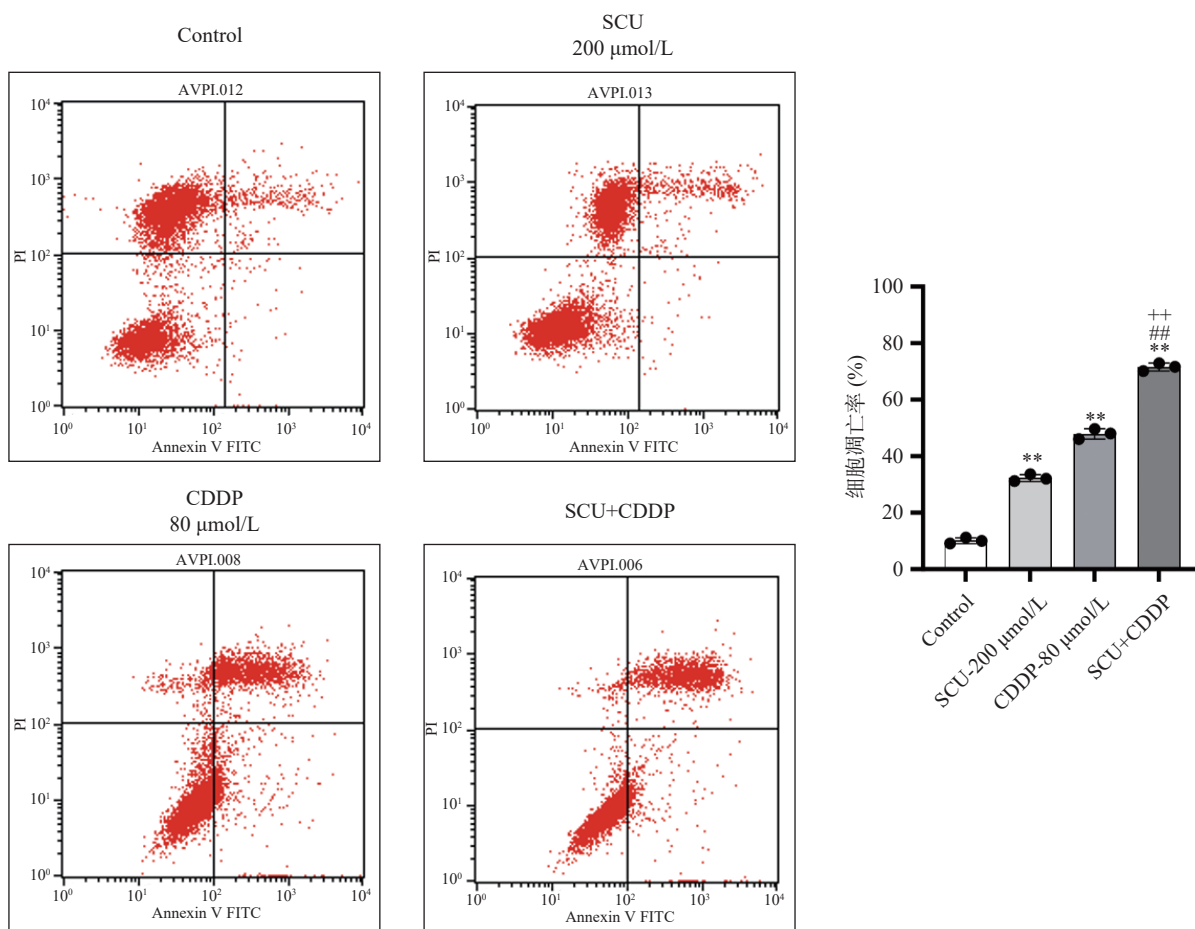 Control
AVPI.012
10⁴
10³
10²
10¹
10⁰
PI
10⁰ 10¹ 10² 10³ 10⁴
Annexin V FITC
SCU
200 μmol/L
AVPI.013
10⁴
10³
10²
10¹
10⁰
PI
10⁰ 10¹ 10² 10³ 10⁴
Annexin V FITC
CDDP
80 μmol/L
AVPI.008
10⁴
10³
10²
10¹
10⁰
PI
10⁰ 10¹ 10² 10³ 10⁴
Annexin V FITC
SCU+CDDP
AVPI.006
10⁴
10³
10²
10¹
10⁰
PI
10⁰ 10¹ 10² 10³ 10⁴
Annexin V FITC
细胞凋亡率 (%)
100
80
60
40
20
0
**
**
++
##
**
Control
SCU-200 μmol/L
CDDP-80 μmol/L
SCU+CDDP